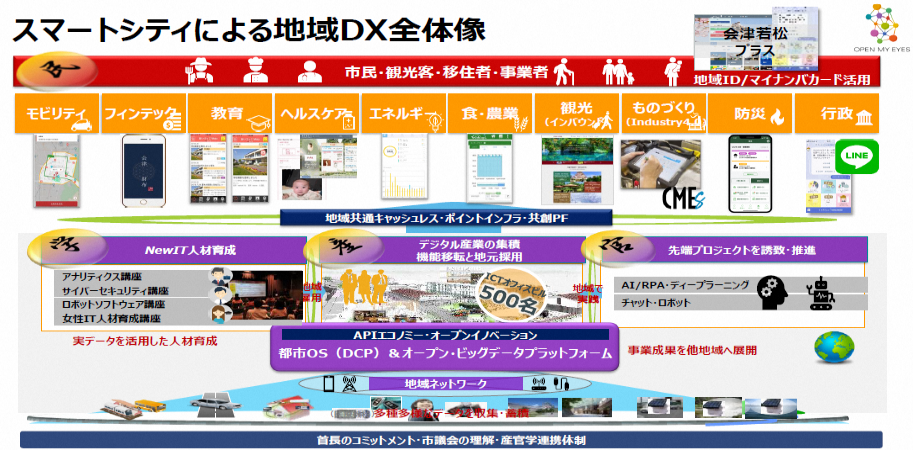 スマートシティによる地域DX全体像
会津若松
プラス
OPEN MY EYES
民
市民・観光客・移住者・事業者
地域ID/マイナンバカード活用
モビリティ
フィンテック
教育
ヘルスケア
エネルギー
食・農業
観光
(インバウン
ものづくり
(Industry4.
防災
行政
LINE
CMEs
地域共通キャッシュレス・ポイントインフラ・共創PF
学
NewIT人材育成
産
デジタル産業の集積
機能移転と地元採用
官
先端プロジェクトを誘致・推進
アナリティクス講座
サイバーセキュリティ講座
ロボットソフトウェア講座
女性IT人材育成講座
地域
雇用
ICTオフィスビル
500名
地域で
実践
AI/RPA・ディープラーニング
チャット・ロボット
実データを活用した人材育成
APIエコノミー・オープンイノベーション
都市OS（DCP）＆オープン・ビッグデータプラットフォーム
事業成果を他地域へ展開
地域ネットワーク
多種多様なデータを収集・蓄積
首長のコミットメント・市議会の理解・産官学連携体制